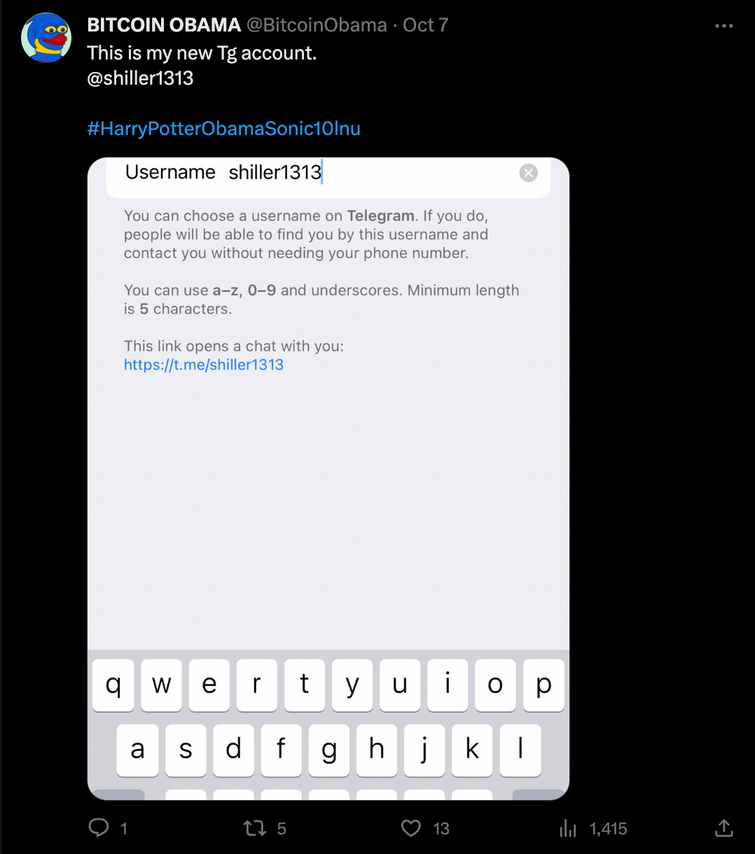 BITCOIN OBAMA @BitcoinObama · Oct 7
This is my new Tg account.
@shiller1313
#HarryPotterObamaSonic10Inu
Username shiller1313
You can choose a username on Telegram. If you do,
people will be able to find you by this username and
contact you without needing your phone number.
You can use a–z, 0–9 and underscores. Minimum length
is 5 characters.
This link opens a chat with you:
https://t.me/shiller1313
q w e r t y u i o p
a s d f g h j k l
1 5 13 1,415